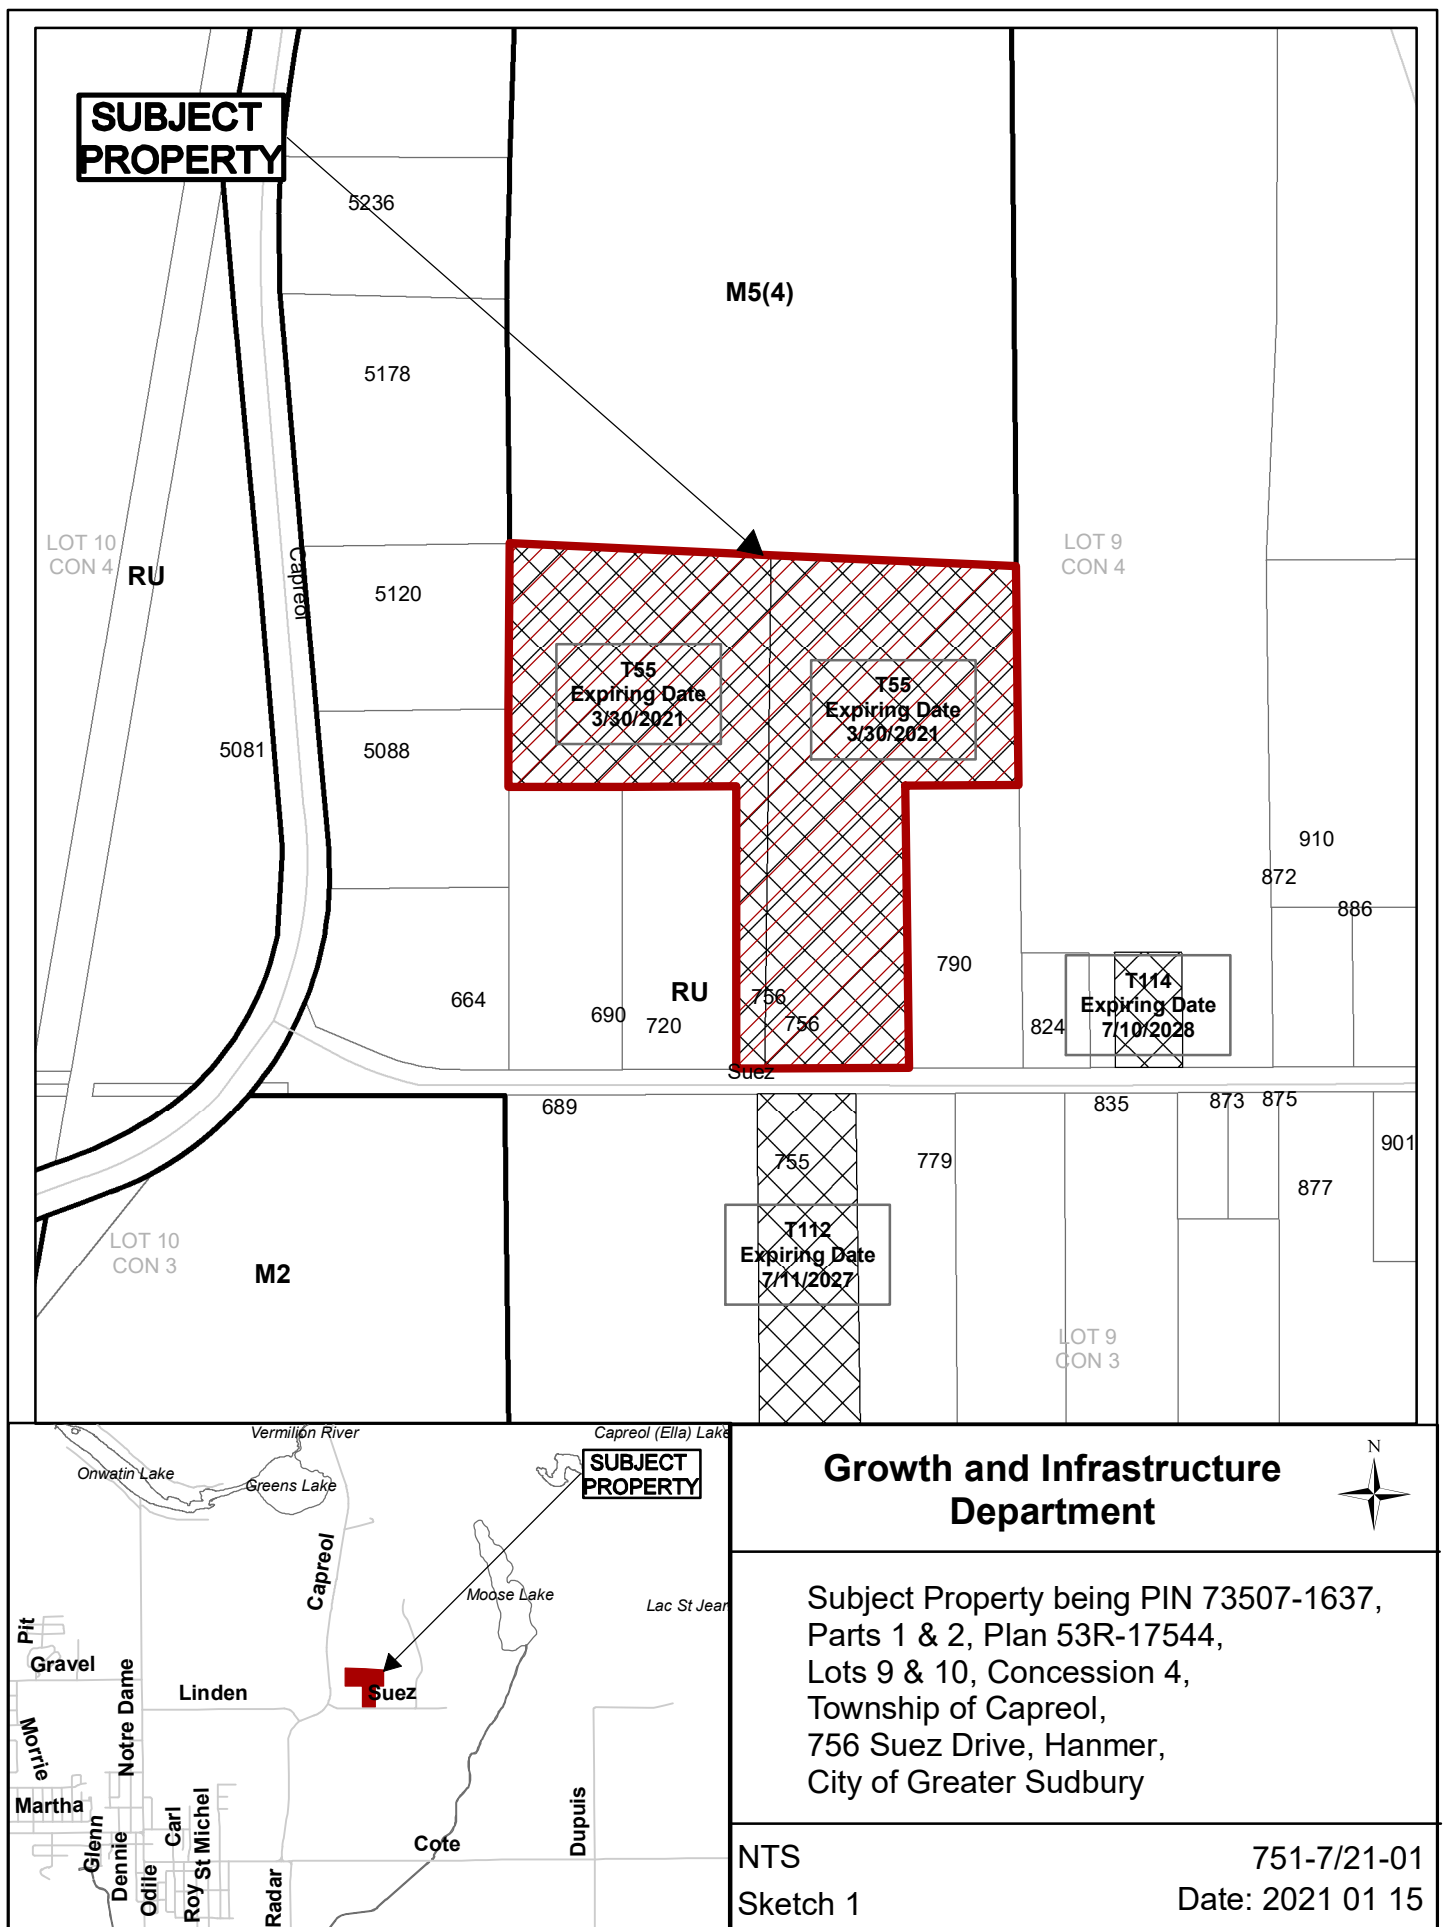 SUBJECT
PROPERTY
5236
M5(4)
5178
LOT 10
CON 4
RU
Capreol
5120
LOT 9
CON 4
T55
Expiring Date
3/30/2021
T55
Expiring Date
3/30/2021
5081
5088
910
872
886
790
664
690
720
RU
756
756
824
T114
Expiring Date
7/10/2028
Suez
689
835
873
875
901
755
779
877
T112
Expiring Date
7/11/2027
LOT 10
CON 3
M2
LOT 9
CON 3
Vermilion River
Capreol (Ella) Lake
Onwatin Lake
Greens Lake
SUBJECT
PROPERTY
Capreol
Moose Lake
Lac St Jean
Pit
Gravel
Notre Dame
Linden
Suez
Morrie
Martha
Glenn
Dennie
Odile
Carl
Roy
St Michel
Radar
Cote
Dupuis
Growth and Infrastructure
Department
N
Subject Property being PIN 73507-1637,
Parts 1 & 2, Plan 53R-17544,
Lots 9 & 10, Concession 4,
Township of Capreol,
756 Suez Drive, Hanmer,
City of Greater Sudbury
NTS
Sketch 1
751-7/21-01
Date: 2021 01 15